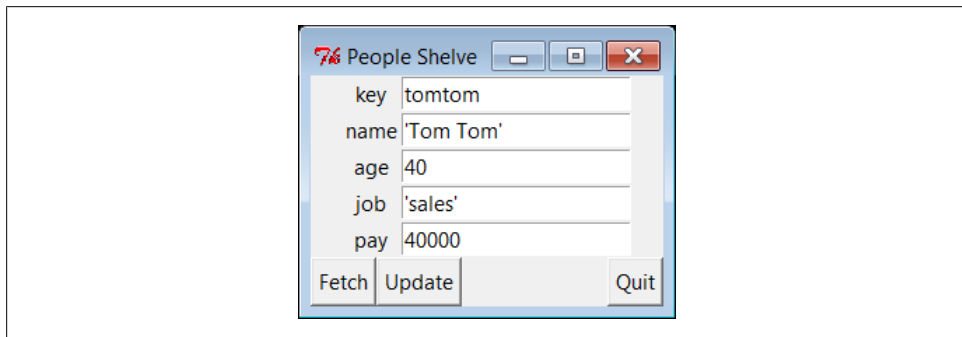 People Shelve
key tomtom
name 'Tom Tom'
age 40
job 'sales'
pay 40000
Fetch Update Quit